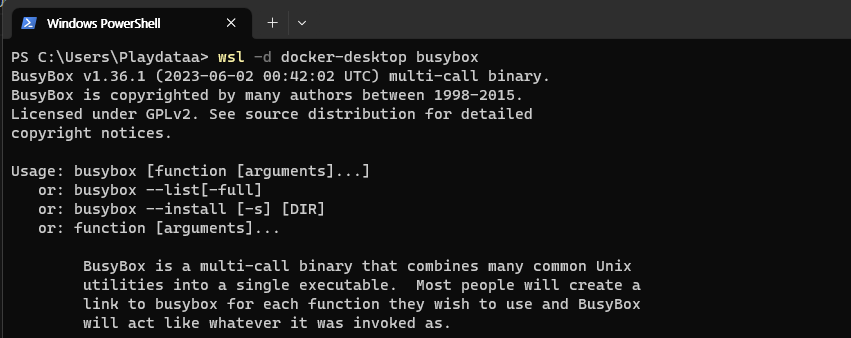 Windows PowerShell
PS C:\Users\Playdataa> wsl -d docker-desktop busybox
BusyBox v1.36.1 (2023-06-02 00:42:02 UTC) multi-call binary.
BusyBox is copyrighted by many authors between 1998-2015.
Licensed under GPLv2. See source distribution for detailed
copyright notices.

Usage: busybox [function [arguments]...]
   or: busybox --list[-full]
   or: busybox --install [-s] [DIR]
   or: function [arguments]...

        BusyBox is a multi-call binary that combines many common Unix
        utilities into a single executable.  Most people will create a
        link to busybox for each function they wish to use and BusyBox
        will act like whatever it was invoked as.